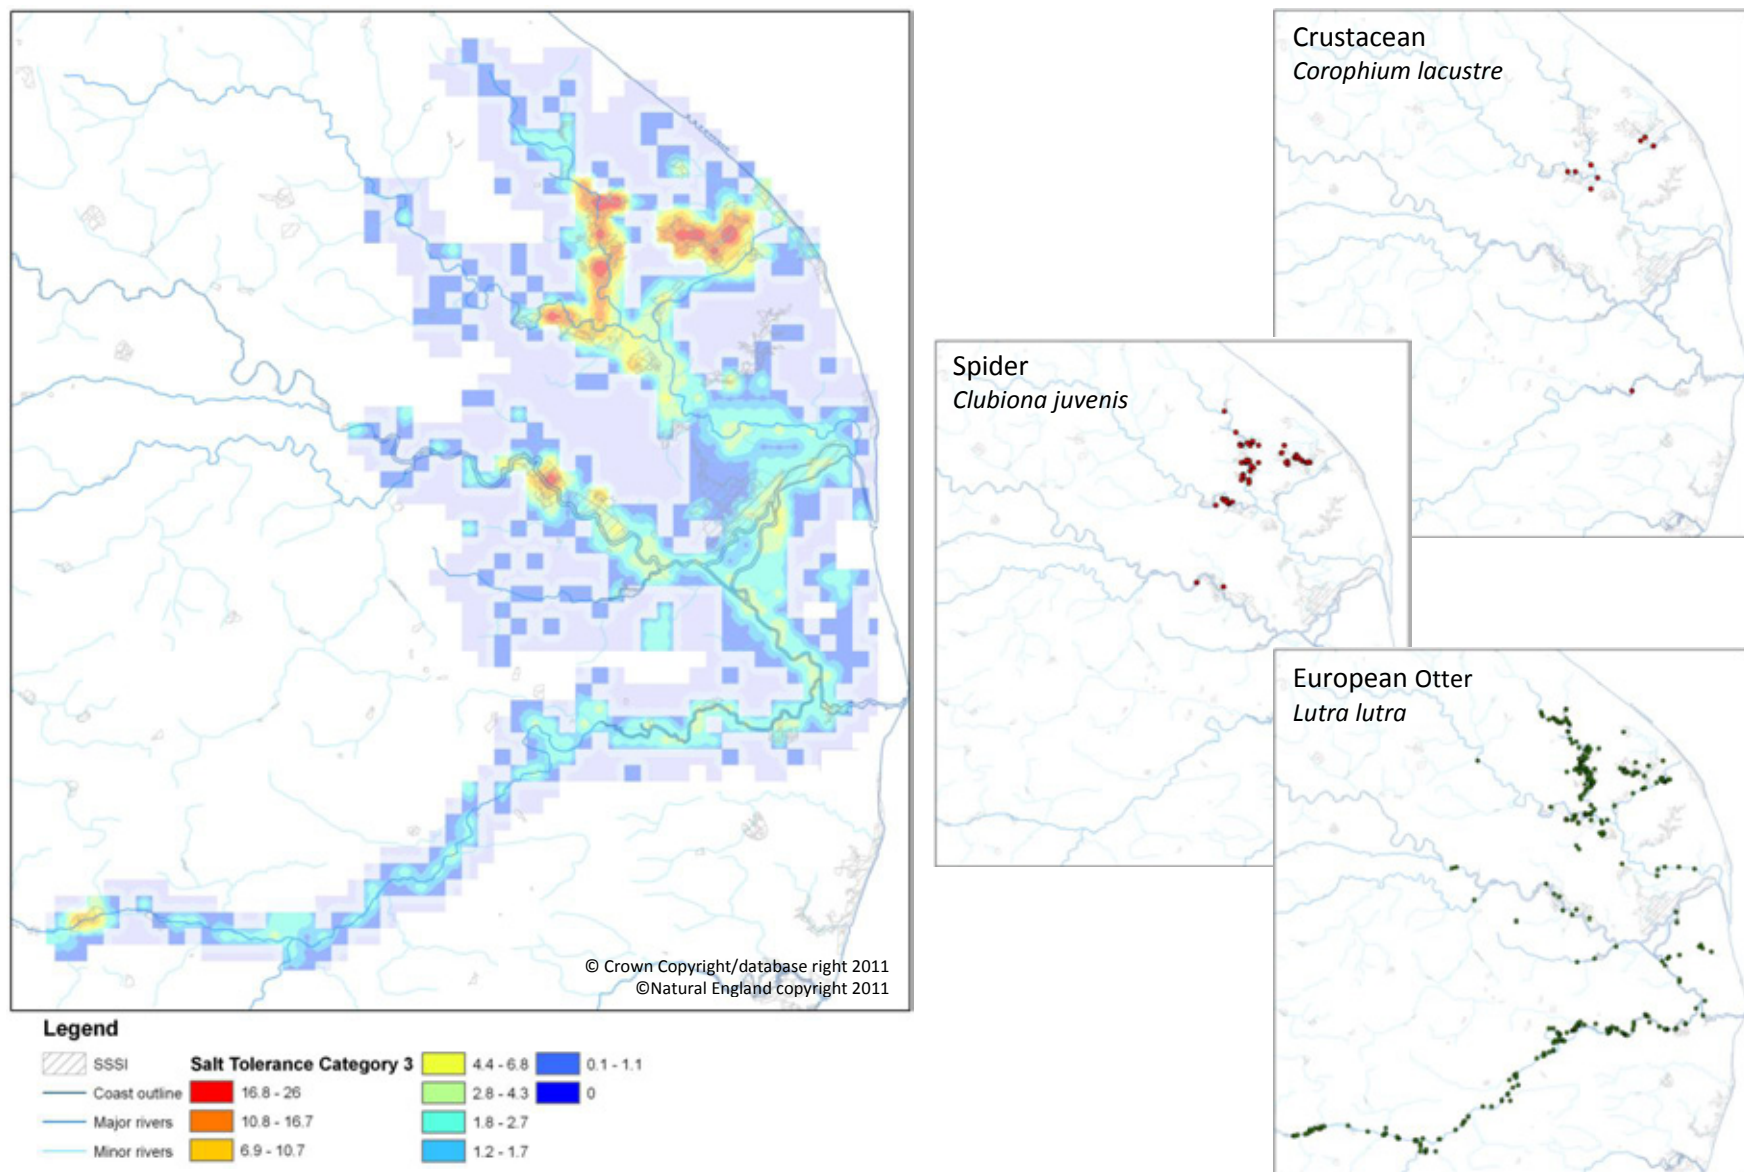 Crustacean
Corophium lacustre
Spider
Clubiona juvenis
European Otter
Lutra lutra
© Crown Copyright/database right 2011
©Natural England copyright 2011
Legend
SSSI
Coast outline
Major rivers
Minor rivers
Salt Tolerance Category 3
16.8 - 26
10.8 - 16.7
6.9 - 10.7
4.4 - 6.8
2.8 - 4.3
1.8 - 2.7
1.2 - 1.7
0.1 - 1.1
0